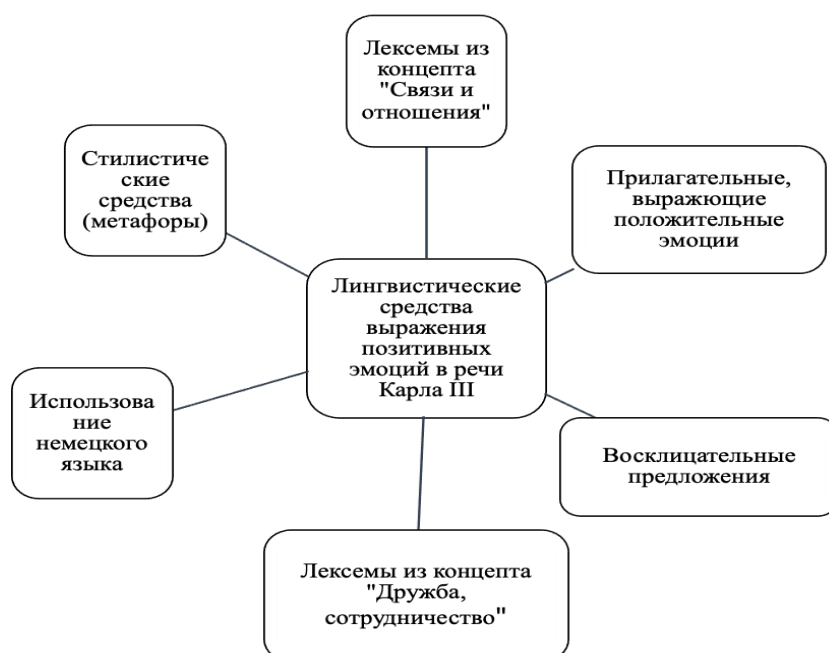 Лексемы из
концепта
"Связи и
отношения"
Стилистиче
ские
средства
(метафоры)
Прилагательные,
выражющие
положительные
эмоции
Лингвистические
средства
выражения
позитивных
эмоций в речи
Карла III
Использова
ние
немецкого
языка
Восклицательные
предложения
Лексемы из концепта
"Дружба,
сотрудничество"